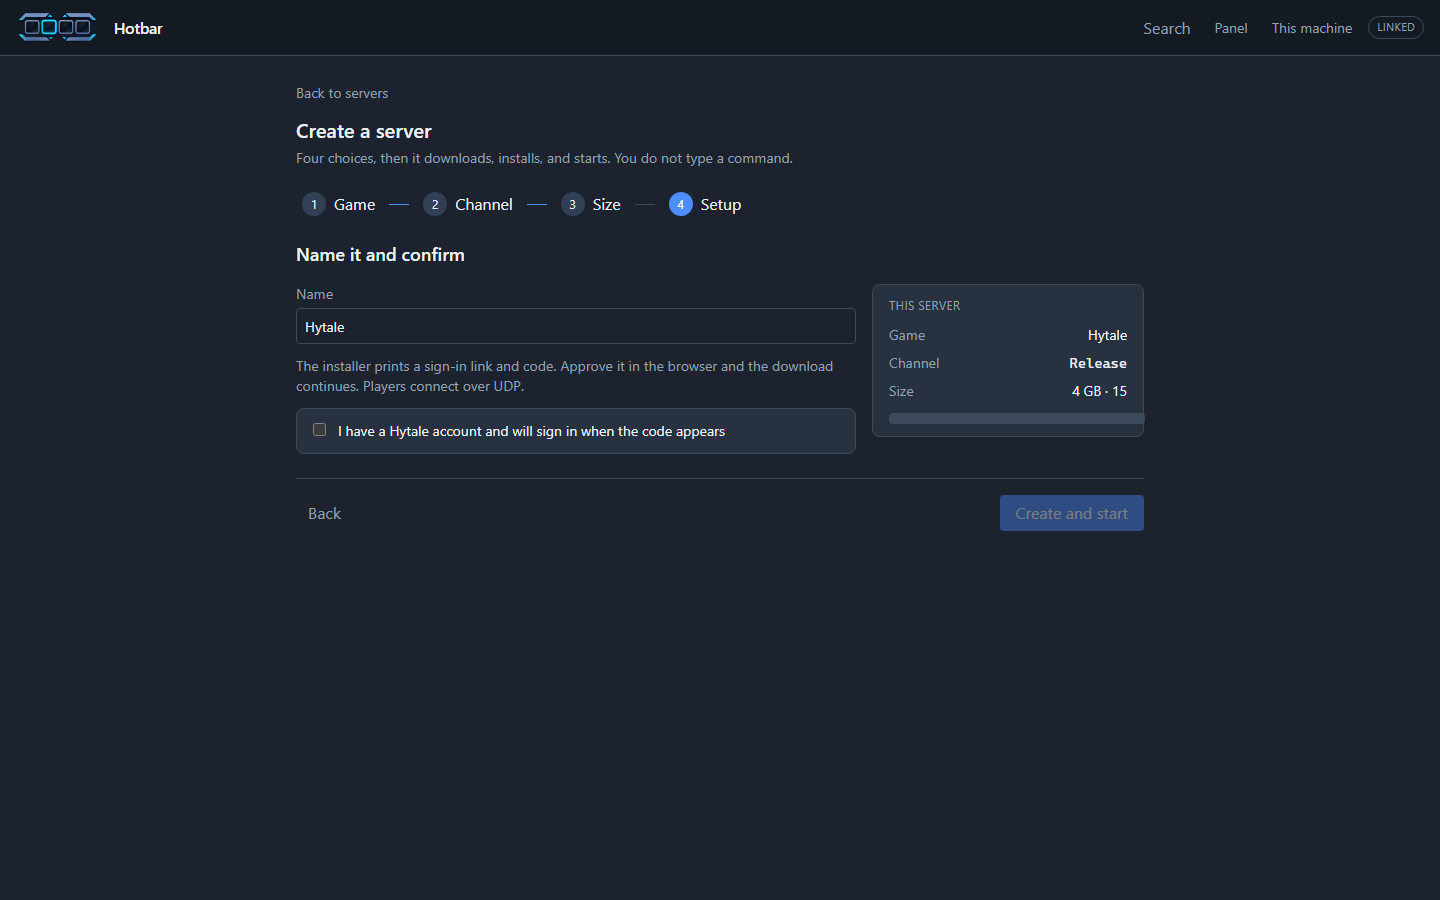 Hotbar
Search
Panel
This machine
LINKED
Back to servers
Create a server
Four choices, then it downloads, installs, and starts. You do not type a command.
1 Game
2 Channel
3 Size
4 Setup
Name it and confirm
Name
Hytale
The installer prints a sign-in link and code. Approve it in the browser and the download
continues. Players connect over UDP.
I have a Hytale account and will sign in when the code appears
THIS SERVER
Game Hytale
Channel Release
Size 4 GB · 15
Back
Create and start